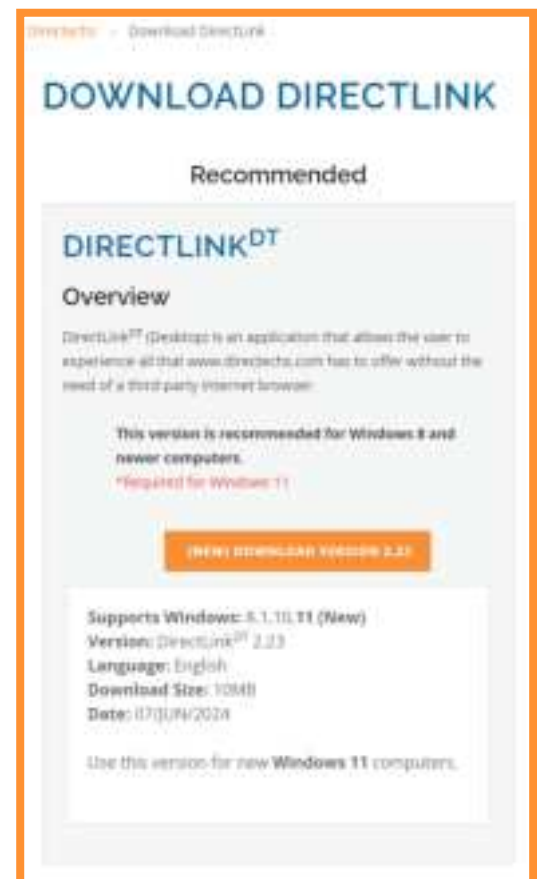 Directechs - Download DirectLink
DOWNLOAD DIRECTLINK
Recommended
DIRECTLINKDT
Overview
DirectLinkDT (Desktop) is an application that allows the user to
experience all that www.directechs.com has to offer without the
need of a third party internet browser.
This version is recommended for Windows 8 and
newer computers.
*Required for Windows 11
(NEW) DOWNLOAD VERSION 2.23
Supports Windows: 8.1,10,11 (New)
Version: DirectLinkDT 2.23
Language: English
Download Size: 10MB
Date: 07/JUN/2024
Use this version for new Windows 11 computers.